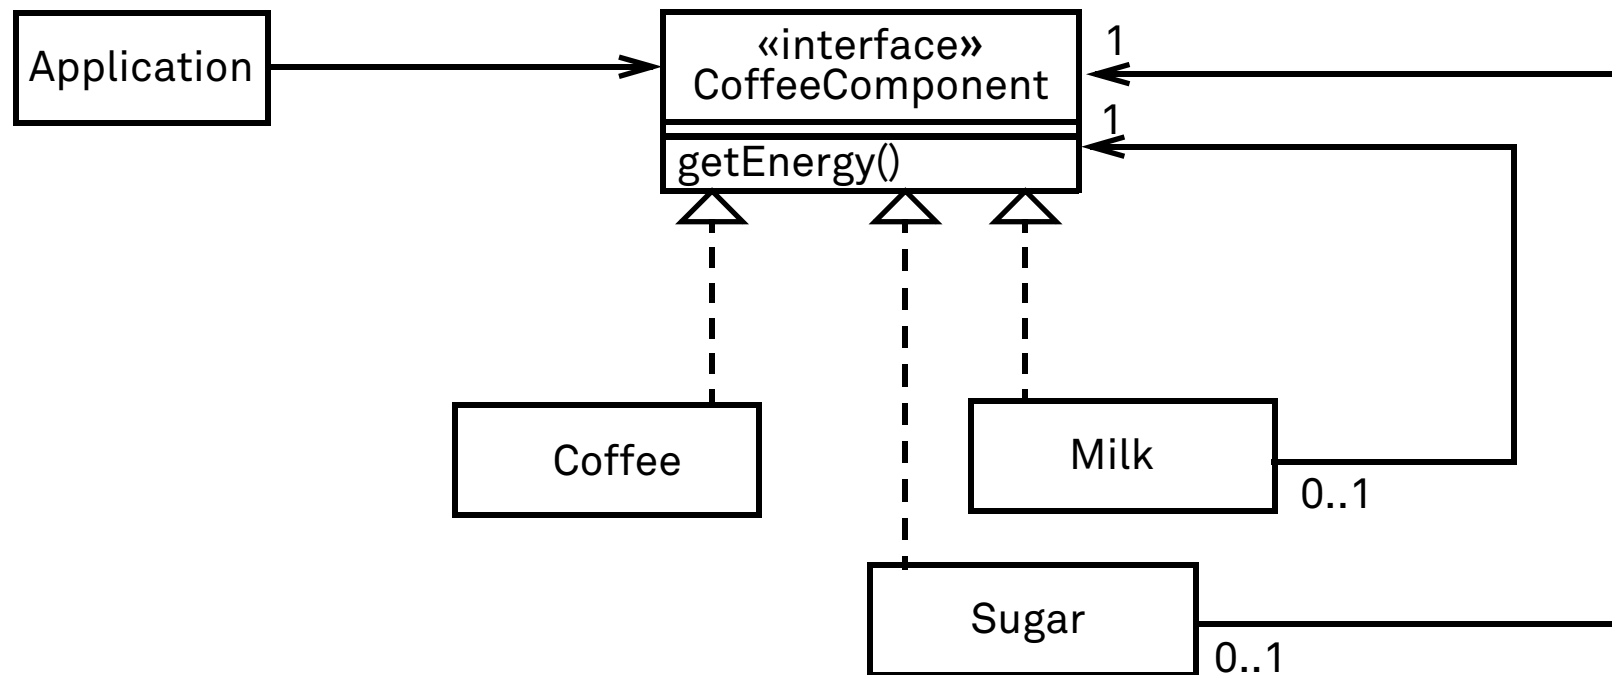 Application
«interface»
CoffeeComponent
getEnergy()
1
1
Coffee
Milk
0..1
Sugar
0..1